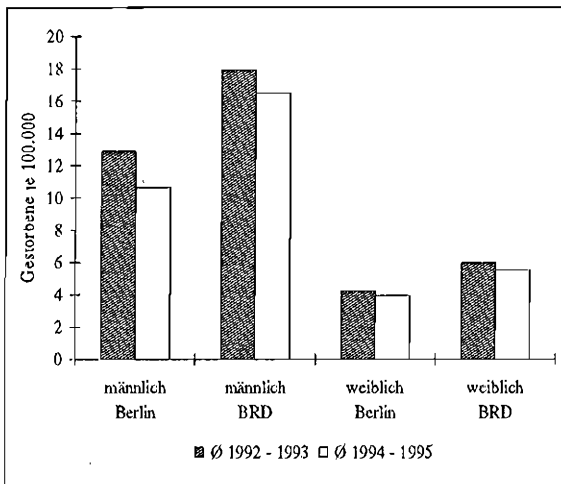 Gestorbene je 100.000
20
18
16
14
12
10
8
6
4
2
0
männlich männlich weiblich weiblich
Berlin BRD Berlin BRD
Ø 1992 - 1993 Ø 1994 - 1995